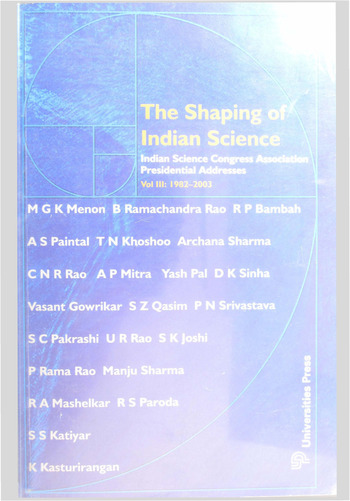 The Shaping of
Indian Science
Indian Science Congress Association
Presidential Addresses
Vol III: 1982–2003
M G K Menon B Ramachandra Rao R P Bambah
A S Paintal T N Khoshoo Archana Sharma
C N R Rao A P Mitra Yash Pal D K Sinha
Vasant Gowrikar S Z Qasim P N Srivastava
S C Pakrashi U R Rao S K Joshi
P Rama Rao Manju Sharma
R A Mashelkar R S Paroda
S S Katiyar
K Kasturirangan
Universities Press